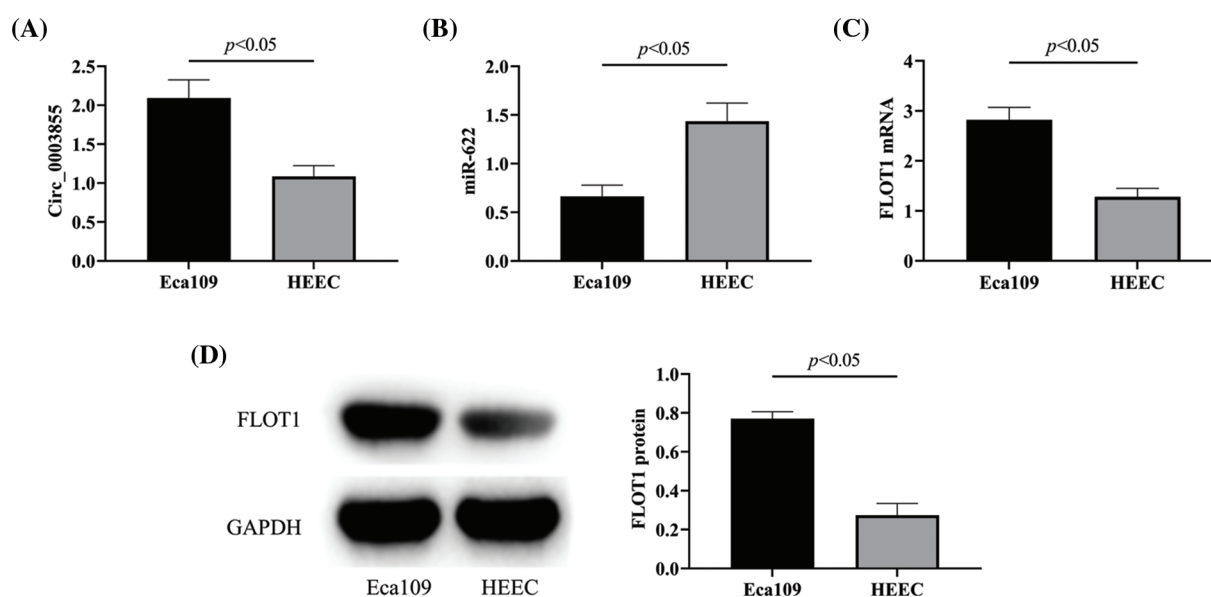 (A)
p<0.05
Circ_0003855
2.5
2.0
1.5
1.0
0.5
0.0
Eca109 HEEC
(B)
p<0.05
miR-622
2.0
1.5
1.0
0.5
0.0
Eca109 HEEC
(C)
p<0.05
FLOT1 mRNA
4
3
2
1
0
Eca109 HEEC
(D)
FLOT1
GAPDH
Eca109 HEEC
p<0.05
FLOT1 protein
1.0
0.8
0.6
0.4
0.2
0.0
Eca109 HEEC